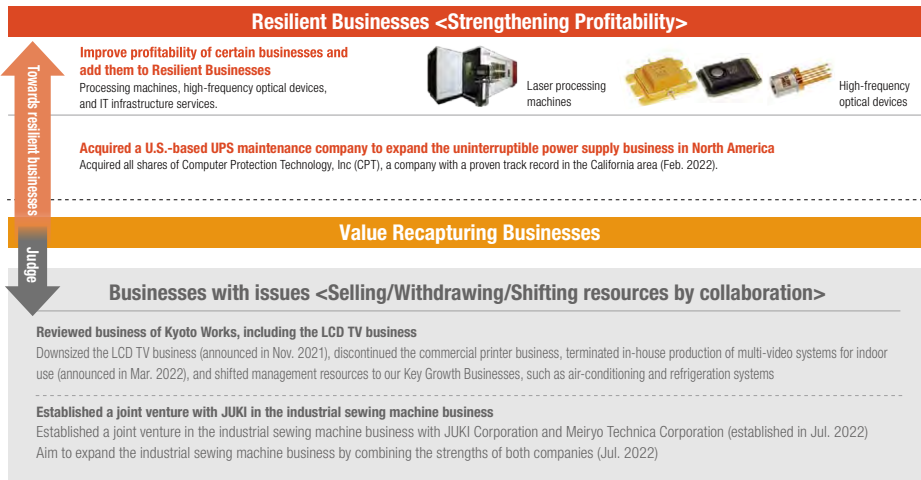 Resilient Businesses <Strengthening Profitability>
Towards resilient businesses
Improve profitability of certain businesses and
add them to Resilient Businesses
Processing machines, high-frequency optical devices,
and IT infrastructure services.
Laser processing
machines
High-frequency
optical devices
Acquired a U.S.-based UPS maintenance company to expand the uninterruptible power supply business in North America
Acquired all shares of Computer Protection Technology, Inc (CPT), a company with a proven track record in the California area (Feb. 2022).
Value Recapturing Businesses
Judge
Businesses with issues <Selling/Withdrawing/Shifting resources by collaboration>
Reviewed business of Kyoto Works, including the LCD TV business
Downsized the LCD TV business (announced in Nov. 2021), discontinued the commercial printer business, terminated in-house production of multi-video systems for indoor
use (announced in Mar. 2022), and shifted management resources to our Key Growth Businesses, such as air-conditioning and refrigeration systems
Established a joint venture with JUKI in the industrial sewing machine business
Established a joint venture in the industrial sewing machine business with JUKI Corporation and Meiryo Technica Corporation (established in Jul. 2022)
Aim to expand the industrial sewing machine business by combining the strengths of both companies (Jul. 2022)